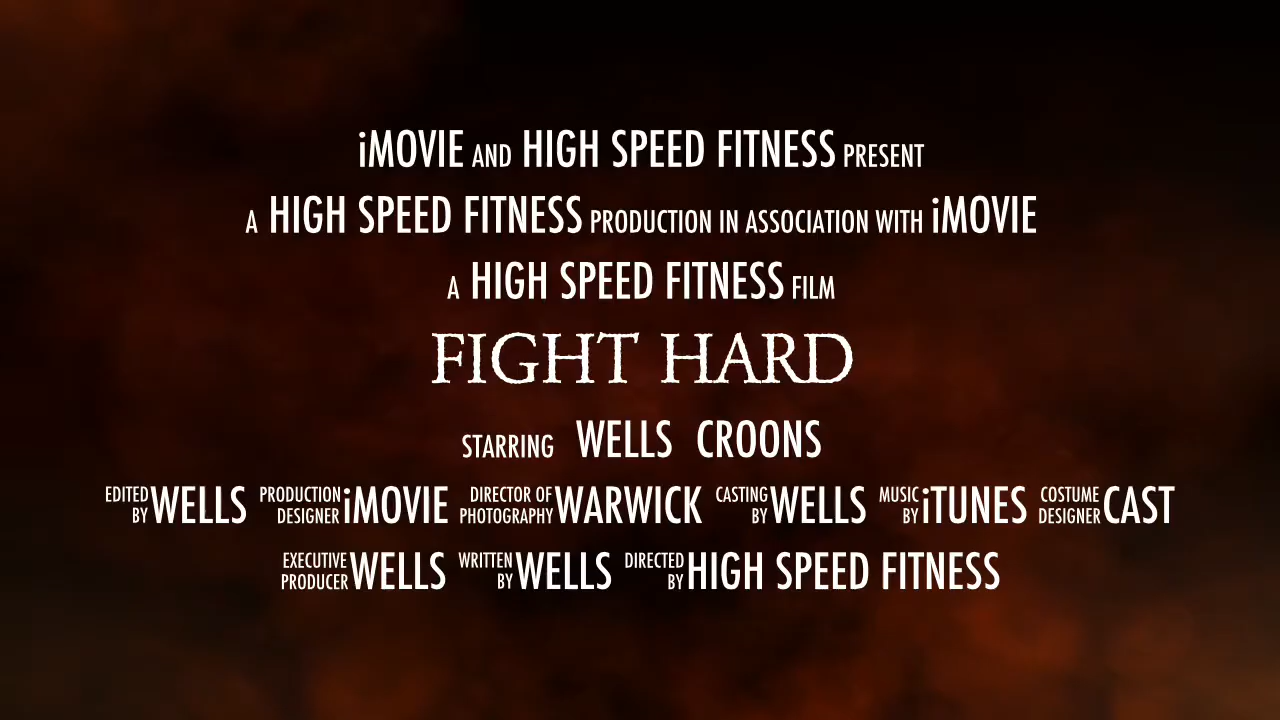 iMOVIE AND HIGH SPEED FITNESS PRESENT
A HIGH SPEED FITNESS PRODUCTION IN ASSOCIATION WITH iMOVIE
A HIGH SPEED FITNESS FILM
FIGHT HARD
STARRING WELLS CROONS
EDITED BY WELLS PRODUCTION DESIGNER iMOVIE DIRECTOR OF PHOTOGRAPHY WARWICK CASTING BY WELLS MUSIC BY iTUNES COSTUME DESIGNER CAST
EXECUTIVE PRODUCER WELLS WRITTEN BY WELLS DIRECTED BY HIGH SPEED FITNESS